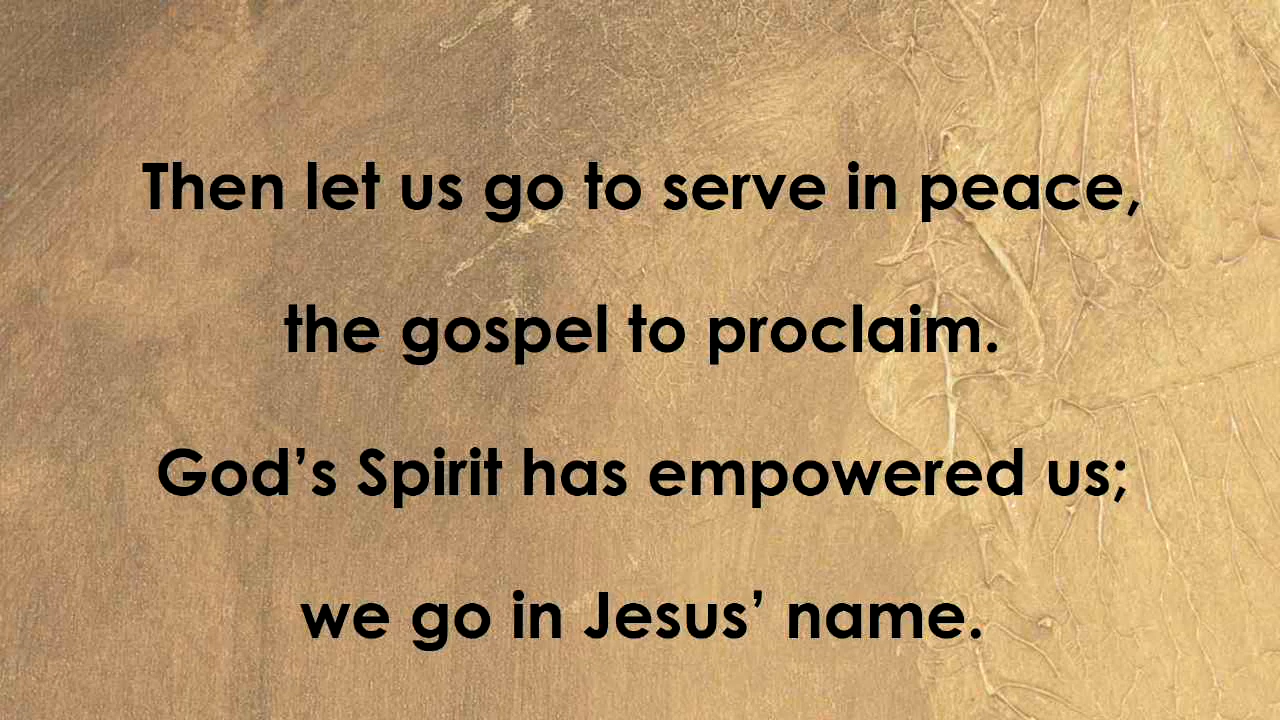 Then let us go to serve in peace,
the gospel to proclaim.
God’s Spirit has empowered us;
we go in Jesus’ name.